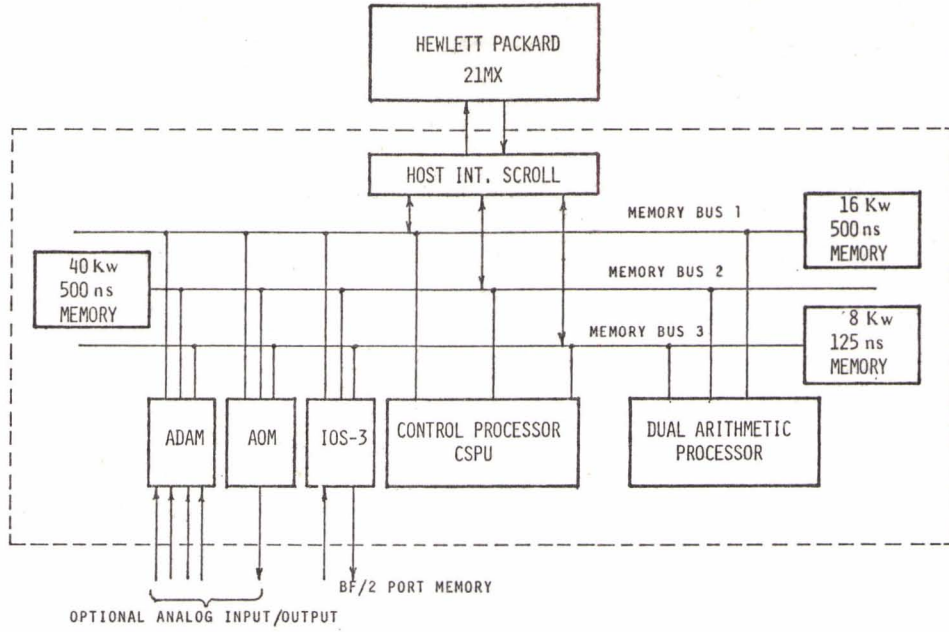 HEWLETT PACKARD
21MX
HOST INT. SCROLL
MEMORY BUS 1
16 Kw
500 ns
MEMORY
40 Kw
500 ns
MEMORY
MEMORY BUS 2
MEMORY BUS 3
8 Kw
125 ns
MEMORY
ADAM
AOM
IOS-3
CONTROL PROCESSOR
CSPU
DUAL ARITHMETIC
PROCESSOR
BF/2 PORT MEMORY
OPTIONAL ANALOG INPUT/OUTPUT